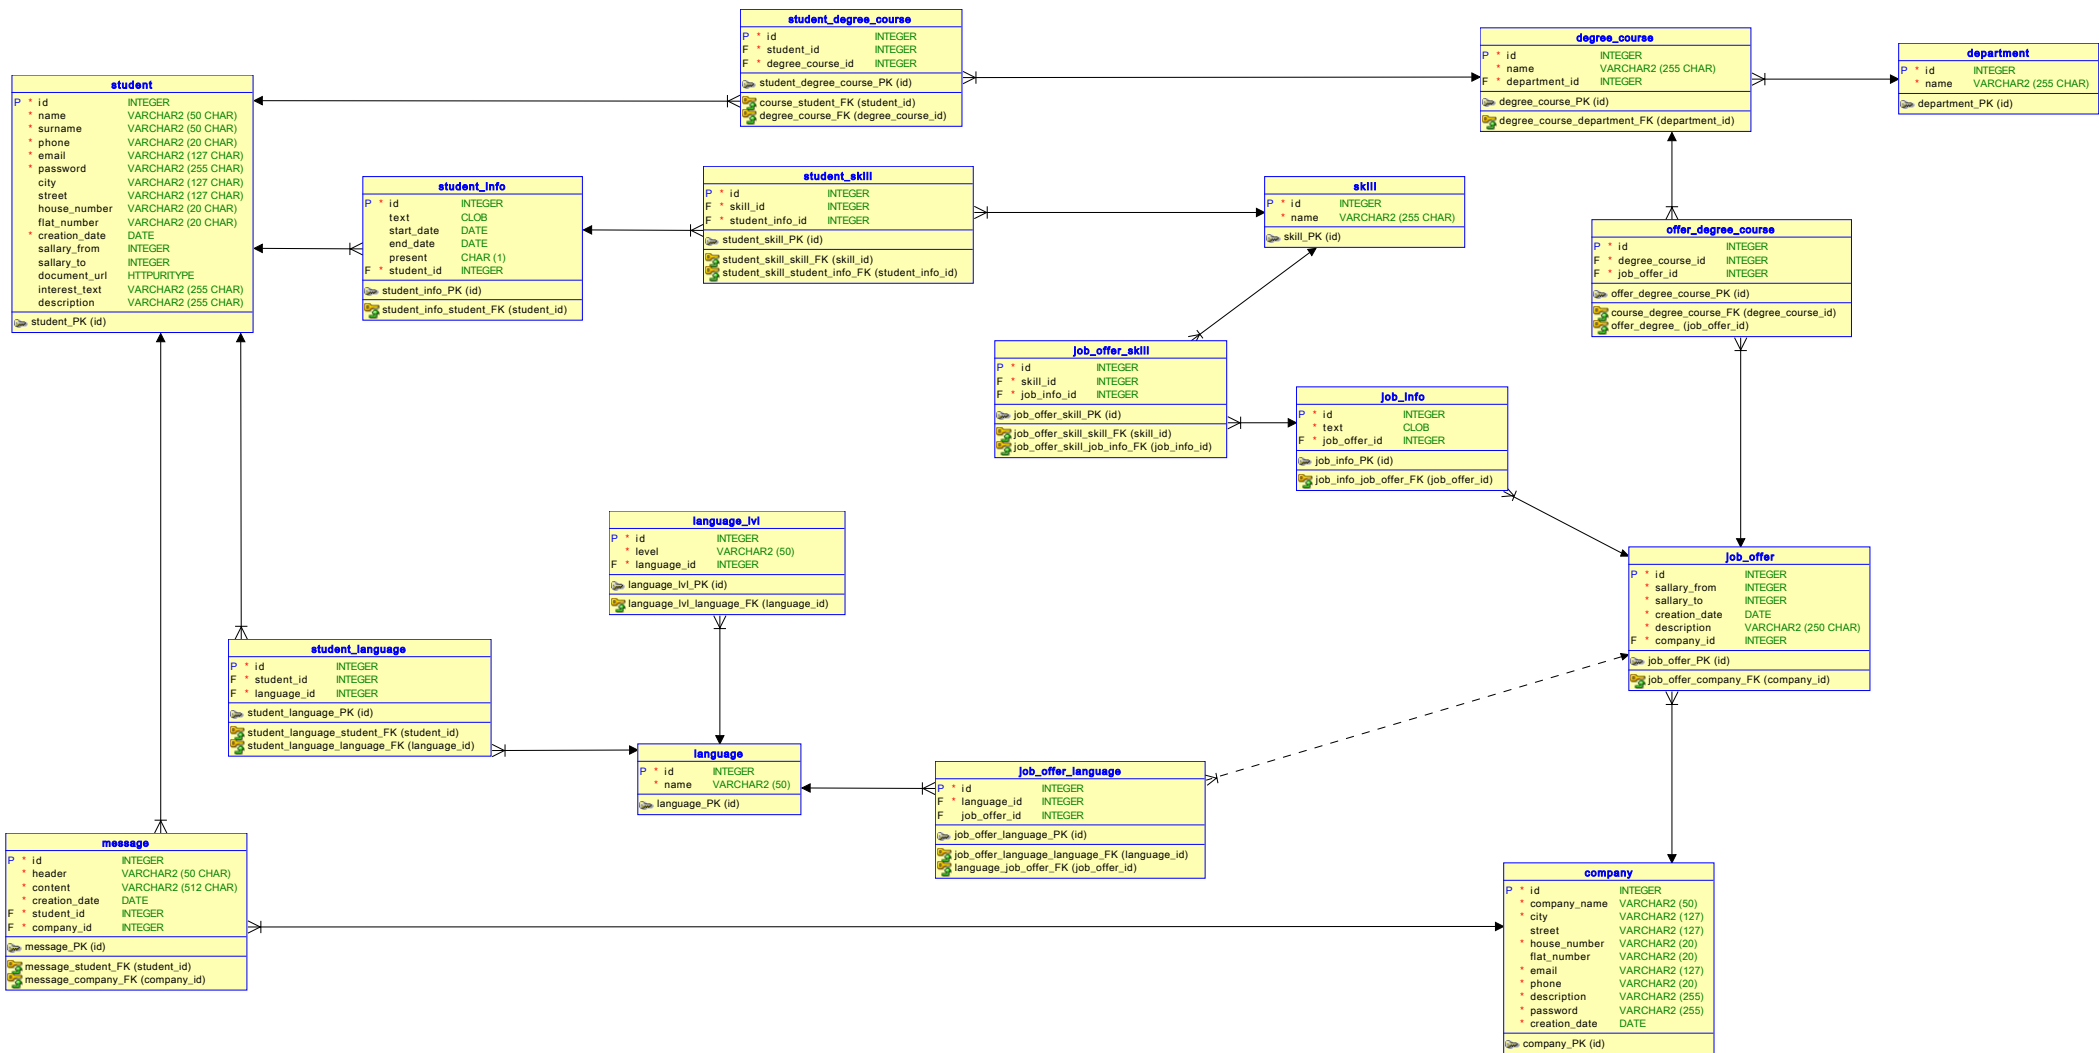 student_degree_course
P * id INTEGER
F * student_id INTEGER
F * degree_course_id INTEGER
student_degree_course_PK (id)
course_student_FK (student_id)
degree_course_FK (degree_course_id)
degree_course
P * id INTEGER
* name VARCHAR2 (255 CHAR)
F * department_id INTEGER
degree_course_PK (id)
degree_course_department_FK (department_id)
department
P * id INTEGER
* name VARCHAR2 (255 CHAR)
department_PK (id)
student
P * id INTEGER
* name VARCHAR2 (50 CHAR)
* surname VARCHAR2 (50 CHAR)
* phone VARCHAR2 (20 CHAR)
* email VARCHAR2 (127 CHAR)
* password VARCHAR2 (255 CHAR)
city VARCHAR2 (127 CHAR)
street VARCHAR2 (127 CHAR)
house_number VARCHAR2 (20 CHAR)
flat_number VARCHAR2 (20 CHAR)
* creation_date DATE
sallary_from INTEGER
sallary_to INTEGER
document_url HTTPURITYPE
interest_text VARCHAR2 (255 CHAR)
description VARCHAR2 (255 CHAR)
student_PK (id)
student_info
P * id INTEGER
text CLOB
start_date DATE
end_date DATE
present CHAR (1)
F * student_id INTEGER
student_info_PK (id)
student_info_student_FK (student_id)
student_skill
P * id INTEGER
F * skill_id INTEGER
F * student_info_id INTEGER
student_skill_PK (id)
student_skill_skill_FK (skill_id)
student_skill_student_info_FK (student_info_id)
skill
P * id INTEGER
* name VARCHAR2 (255 CHAR)
skill_PK (id)
offer_degree_course
P * id INTEGER
F * degree_course_id INTEGER
F * job_offer_id INTEGER
offer_degree_course_PK (id)
course_degree_course_FK (degree_course_id)
offer_degree_ (job_offer_id)
job_offer_skill
P * id INTEGER
F * skill_id INTEGER
F * job_info_id INTEGER
job_offer_skill_PK (id)
job_offer_skill_skill_FK (skill_id)
job_offer_skill_job_info_FK (job_info_id)
job_info
P * id INTEGER
* text CLOB
F * job_offer_id INTEGER
job_info_PK (id)
job_info_job_offer_FK (job_offer_id)
language_lvl
P * id INTEGER
* level VARCHAR2 (50)
F * language_id INTEGER
language_lvl_PK (id)
language_lvl_language_FK (language_id)
job_offer
P * id INTEGER
* sallary_from INTEGER
* sallary_to INTEGER
* creation_date DATE
* description VARCHAR2 (250 CHAR)
F * company_id INTEGER
job_offer_PK (id)
job_offer_company_FK (company_id)
student_language
P * id INTEGER
F * student_id INTEGER
F * language_id INTEGER
student_language_PK (id)
student_language_student_FK (student_id)
student_language_language_FK (language_id)
language
P * id INTEGER
* name VARCHAR2 (50)
language_PK (id)
job_offer_language
P * id INTEGER
F * language_id INTEGER
F job_offer_id INTEGER
job_offer_language_PK (id)
job_offer_language_language_FK (language_id)
language_job_offer_FK (job_offer_id)
message
P * id INTEGER
* header VARCHAR2 (50 CHAR)
* content VARCHAR2 (512 CHAR)
* creation_date DATE
F * student_id INTEGER
F * company_id INTEGER
message_PK (id)
message_student_FK (student_id)
message_company_FK (company_id)
company
P * id INTEGER
* company_name VARCHAR2 (50)
* city VARCHAR2 (127)
street VARCHAR2 (127)
* house_number VARCHAR2 (20)
flat_number VARCHAR2 (20)
* email VARCHAR2 (127)
* phone VARCHAR2 (20)
* description VARCHAR2 (255)
* password VARCHAR2 (255)
* creation_date DATE
company_PK (id)